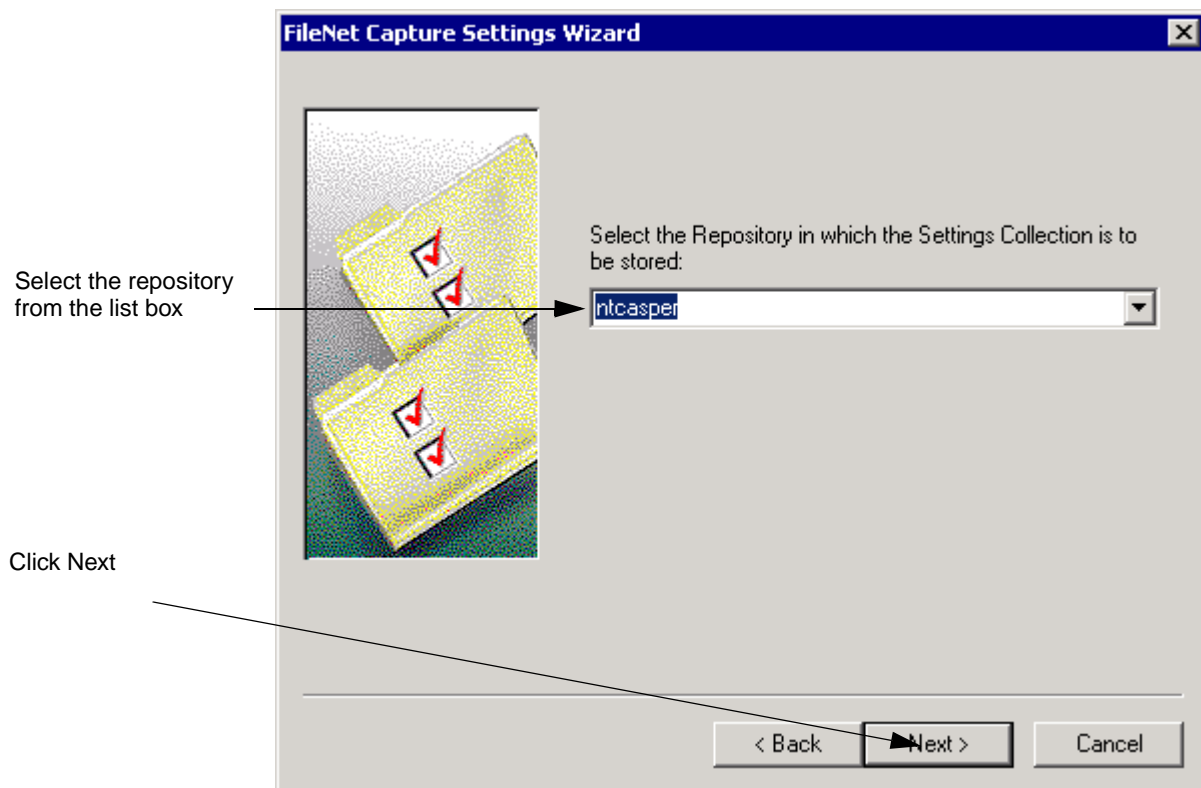 FileNet Capture Settings Wizard
Select the Repository in which the Settings Collection is to
be stored:
Select the repository
from the list box
ntcasper
Click Next
< Back
Next >
Cancel